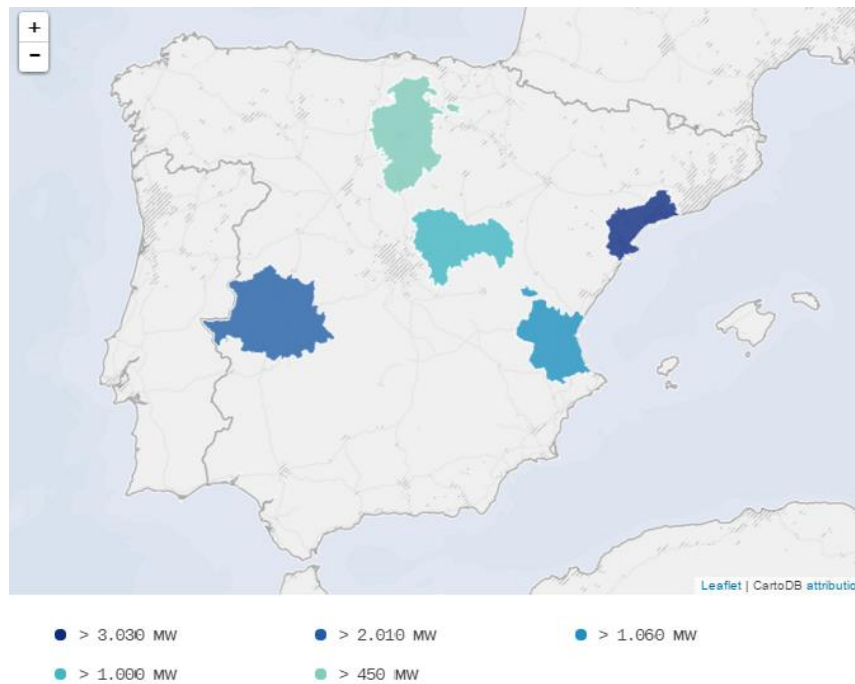 +
-
Leaflet | CartoDB attributio
> 3.030 MW
> 2.010 MW
> 1.060 MW
> 1.000 MW
> 450 MW